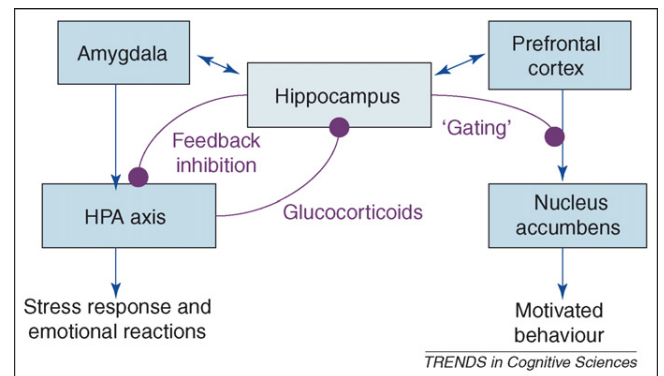 Amygdala
Prefrontal
cortex
Hippocampus
Feedback
inhibition
‘Gating’
HPA axis
Glucocorticoids
Nucleus
accumbens
Stress response and
emotional reactions
Motivated
behaviour
TRENDS in Cognitive Sciences